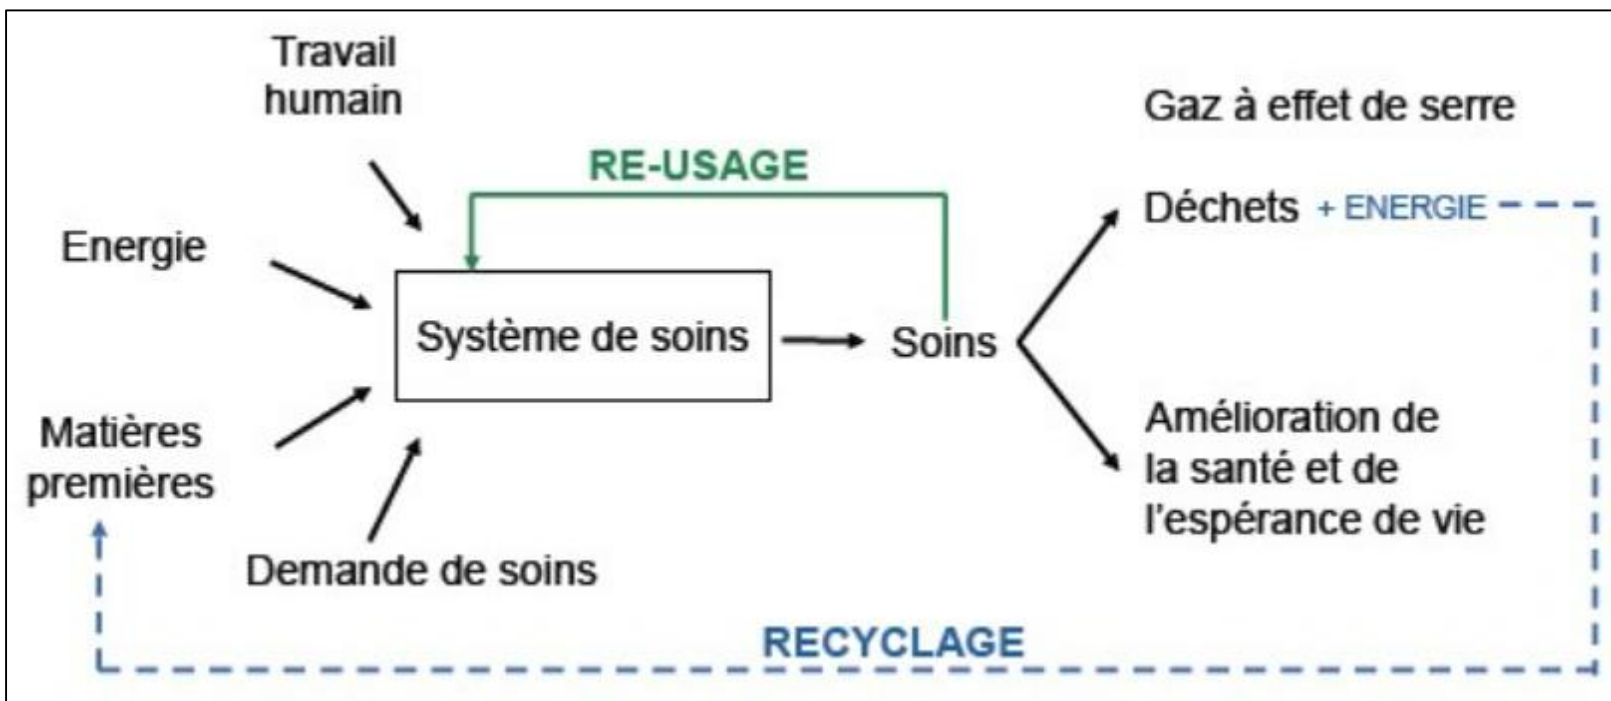 Travail
humain
Gaz à effet de serre
RE-USAGE
Déchets + ENERGIE
Energie
Système de soins
Soins
Amélioration de
la santé et de
l'espérance de vie
Matières
premières
Demande de soins
RECYCLAGE